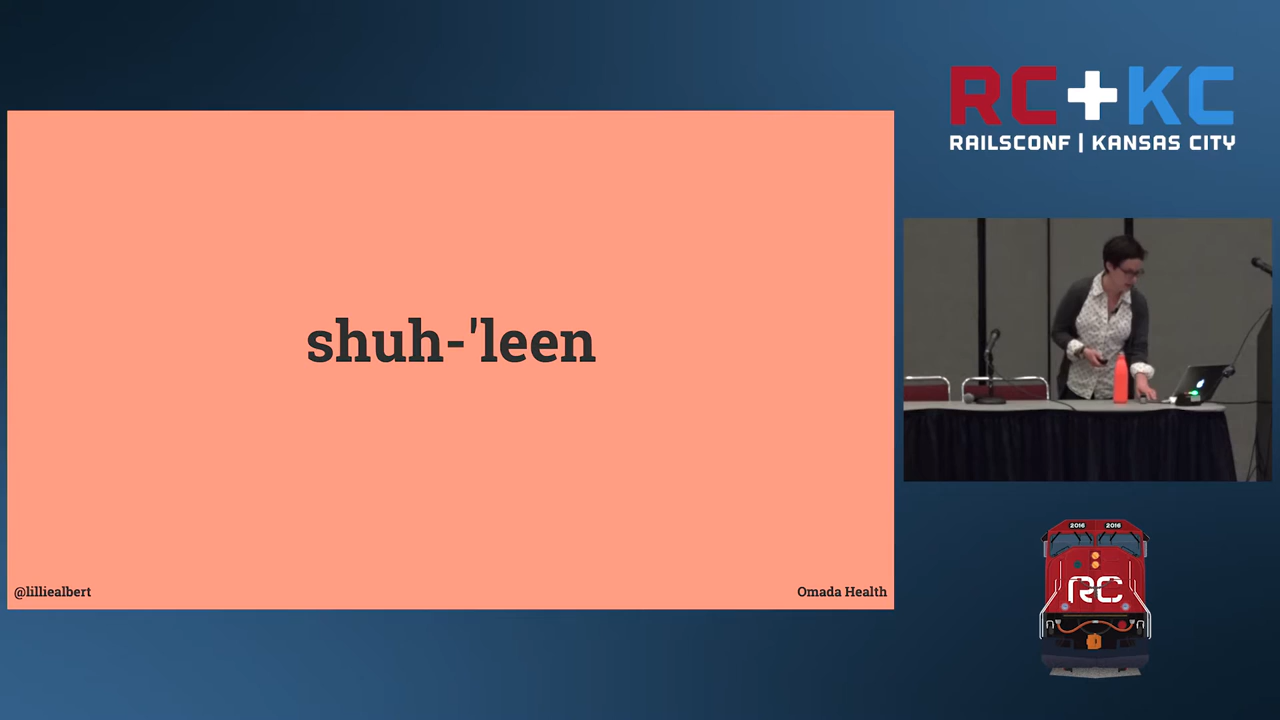 RC+KC
RAILSCONF | KANSAS CITY
shuh-'leen
@lilliealbert
Omada Health
2016 2016
RC